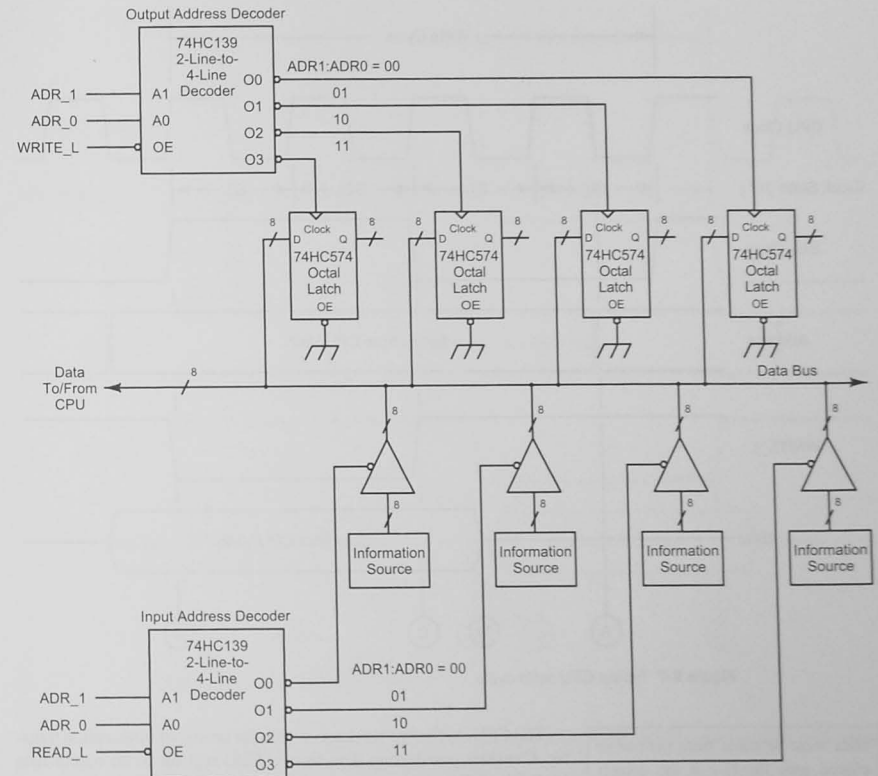 Output Address Decoder
74HC139
2-Line-to-
4-Line
Decoder
ADR_1
ADR_0
WRITE_L
A1
A0
OE
O0
O1
O2
O3
ADR1:ADR0 = 00
01
10
11
8
Clock
D
Q
8
74HC574
Octal
Latch
OE
8
Clock
D
Q
8
74HC574
Octal
Latch
OE
8
Clock
D
Q
8
74HC574
Octal
Latch
OE
8
Clock
D
Q
8
74HC574
Octal
Latch
OE
Data
To/From
CPU
8
Data Bus
8
8
8
8
8
8
8
8
Information
Source
Information
Source
Information
Source
Information
Source
Input Address Decoder
74HC139
2-Line-to-
4-Line
Decoder
ADR_1
ADR_0
READ_L
A1
A0
OE
O0
O1
O2
O3
ADR1:ADR0 = 00
01
10
11